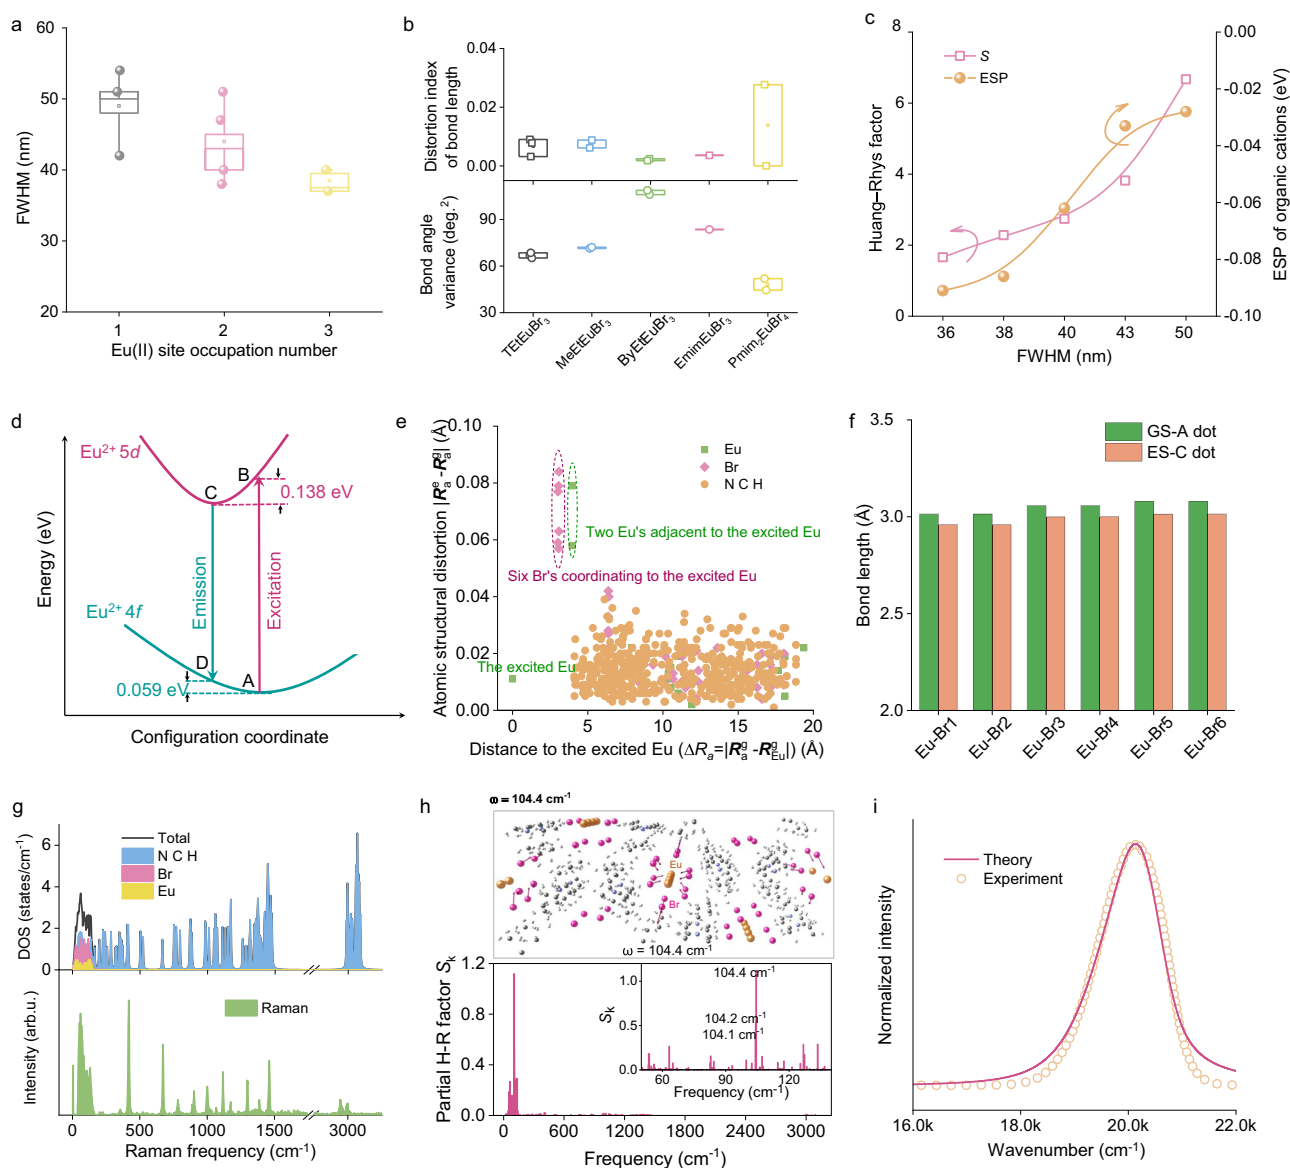 a
60
50
40
30
20
FWHM (nm)
1
2
3
Eu(II) site occupation number
b
0.04
0.02
0.00
Distortion index
of bond length
90
60
30
Bond angle
variance (deg.²)
TEtEuBr₃
MeEtEuBr₃
ByEtEuBr₃
EmimEuBr₃
Pmim₂EuBr₄
c
8
6
4
2
0
Huang–Rhys factor
S
ESP
0.00
-0.02
-0.04
-0.06
-0.08
-0.10
ESP of organic cations (eV)
36
38
40
43
50
FWHM (nm)
d
Eu²⁺ 5d
B
C
0.138 eV
Energy (eV)
Emission
Excitation
Eu²⁺ 4f
D
A
0.059 eV
Configuration coordinate
e
0.10
0.08
0.06
0.04
0.02
0.00
Atomic structural distortion |Rₐᵉ-Rₐᵍ| (Å)
Eu
Br
N C H
Two Eu's adjacent to the excited Eu
Six Br's coordinating to the excited Eu
The excited Eu
0
5
10
15
20
Distance to the excited Eu (ΔRₐ=|Rₐᵍ-R_Eu^g|) (Å)
f
3.5
3.0
2.5
2.0
Bond length (Å)
GS-A dot
ES-C dot
Eu-Br1
Eu-Br2
Eu-Br3
Eu-Br4
Eu-Br5
Eu-Br6
g
6
4
2
0
DOS (states/cm⁻¹)
Total
N C H
Br
Eu
Intensity (arb.u.)
Raman
0
500
1000
1500
3000
Raman frequency (cm⁻¹)
h
ω = 104.4 cm⁻¹
Eu
Br
ω = 104.4 cm⁻¹
1.2
0.8
0.4
0.0
Partial H-R factor Sₖ
1.0
0.5
0.0
Sₖ
104.4 cm⁻¹
104.2 cm⁻¹
104.1 cm⁻¹
60
90
120
Frequency (cm⁻¹)
0
600
1200
1800
2400
3000
Frequency (cm⁻¹)
i
Normalized intensity
Theory
Experiment
16.0k
18.0k
20.0k
22.0k
Wavenumber (cm⁻¹)